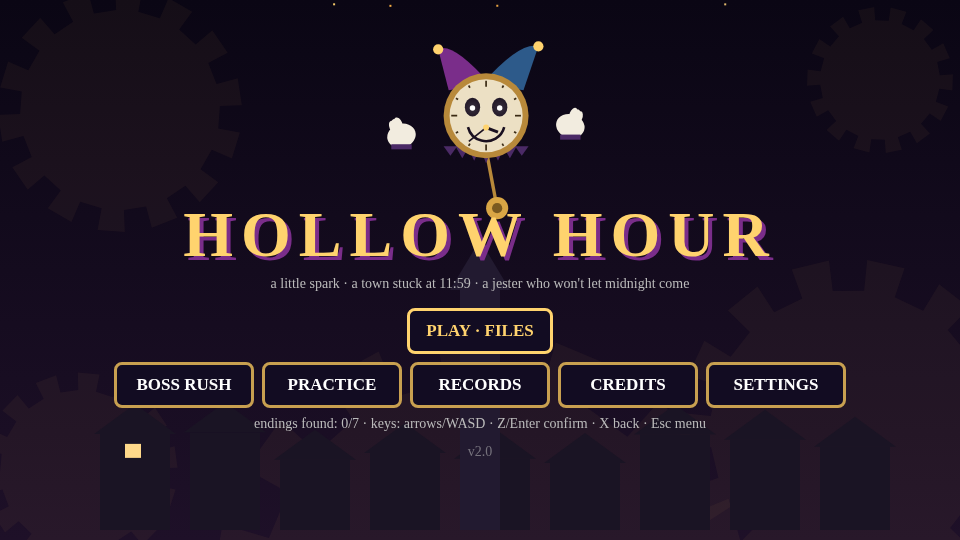 HOLLOW HOUR
a little spark · a town stuck at 11:59 · a jester who won't let midnight come
PLAY · FILES
BOSS RUSH PRACTICE RECORDS CREDITS SETTINGS
endings found: 0/7 · keys: arrows/WASD · Z/Enter confirm · X back · Esc menu
v2.0